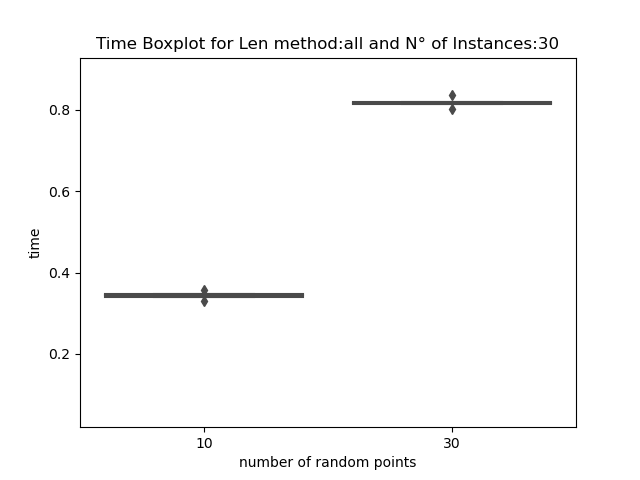 Time Boxplot for Len method:all and N° of Instances:30
0.8
0.6
0.4
0.2
time
10 30
number of random points